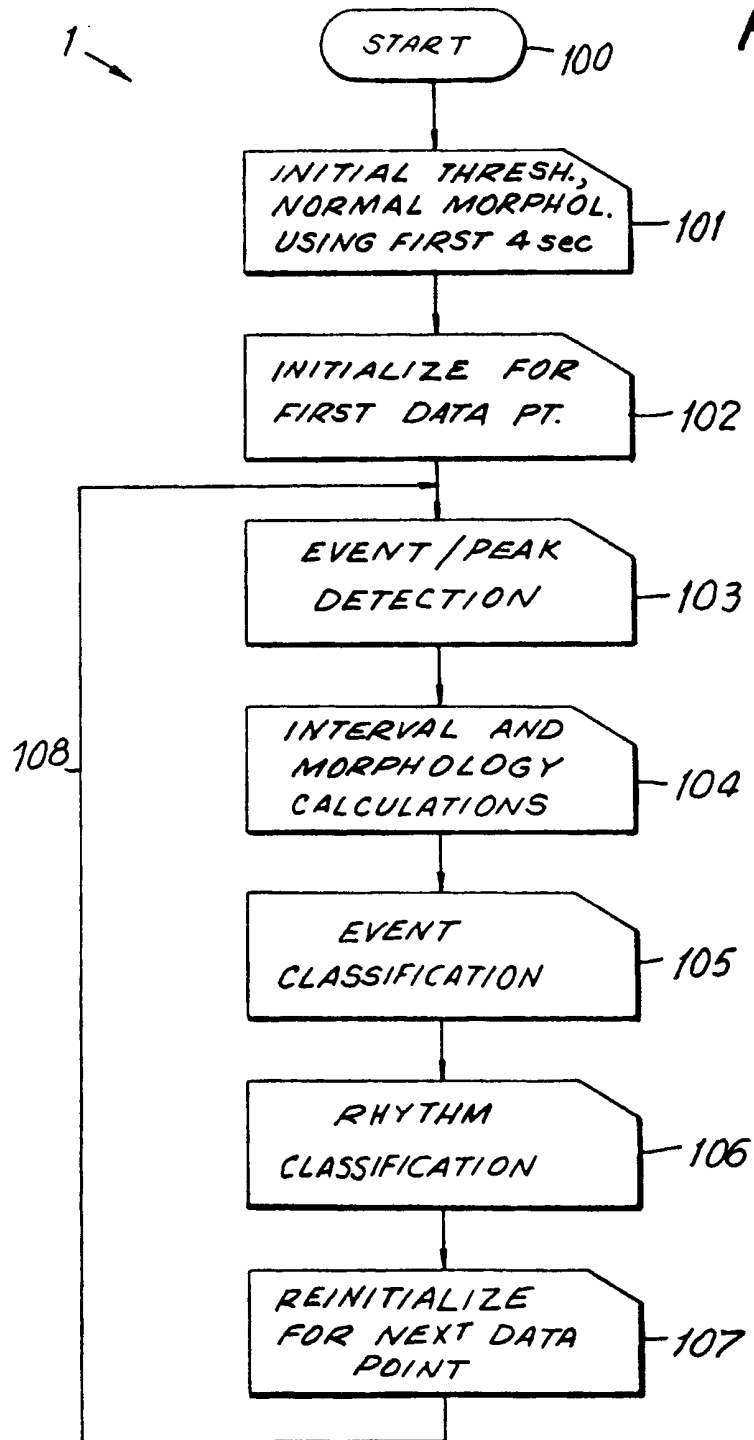 1
START
100
INITIAL THRESH.,
NORMAL MORPHOL.
USING FIRST 4 sec
101
INITIALIZE FOR
FIRST DATA PT.
102
EVENT / PEAK
DETECTION
103
INTERVAL AND
MORPHOLOGY
CALCULATIONS
104
108
EVENT
CLASSIFICATION
105
RHYTHM
CLASSIFICATION
106
REINITIALIZE
FOR NEXT DATA
POINT
107